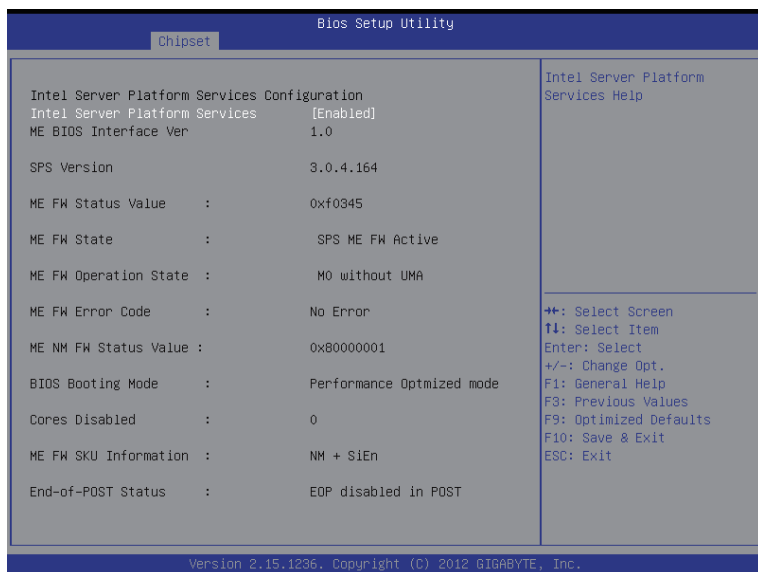 Bios Setup Utility
Chipset
Intel Server Platform Services Configuration
Intel Server Platform Services [Enabled]
ME BIOS Interface Ver 1.0
SPS Version 3.0.4.164
ME FW Status Value : 0xf0345
ME FW State : SPS ME FW Active
ME FW Operation State : M0 without UMA
ME FW Error Code : No Error
ME NM FW Status Value : 0x80000001
BIOS Booting Mode : Performance Optmized mode
Cores Disabled : 0
ME FW SKU Information : NM + SiEn
End-of-POST Status : EOP disabled in POST
Intel Server Platform
Services Help
→←: Select Screen
↑↓: Select Item
Enter: Select
+/-: Change Opt.
F1: General Help
F3: Previous Values
F9: Optimized Defaults
F10: Save & Exit
ESC: Exit
Version 2.15.1236. Copyright (C) 2012 GIGABYTE, Inc.